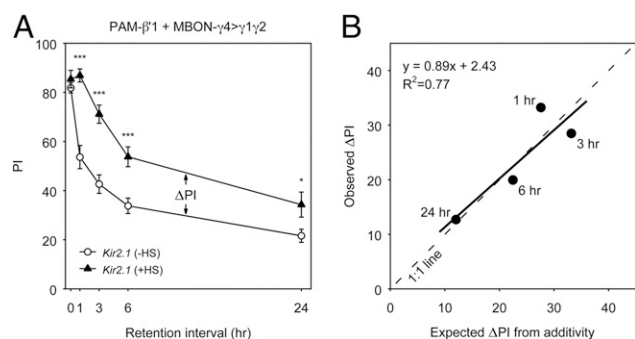 A
PAM-β'1 + MBON-γ4>γ1γ2
100
80
60
40
20
0
PI
***
***
***
*
ΔPI
Kir2.1 (-HS)
Kir2.1 (+HS)
0 1 3 6 24
Retention interval (hr)
B
y = 0.89x + 2.43
R²=0.77
1 hr
3 hr
6 hr
24 hr
1:1 line
40
30
20
10
0
Observed ΔPI
0 10 20 30 40
Expected ΔPI from additivity